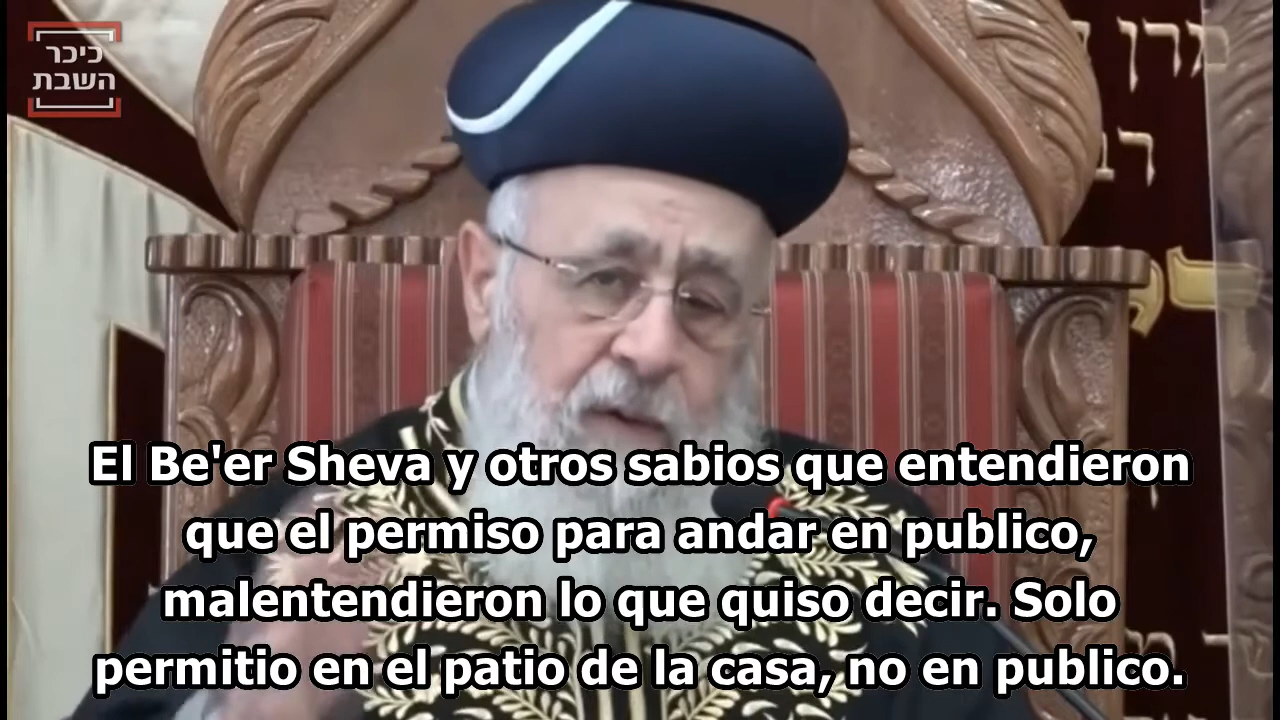 כיכר
השבת
מרן
El Be'er Sheva y otros sabios que entendieron
que el permiso para andar en publico,
malentendieron lo que quiso decir. Solo
permitio en el patio de la casa, no en publico.